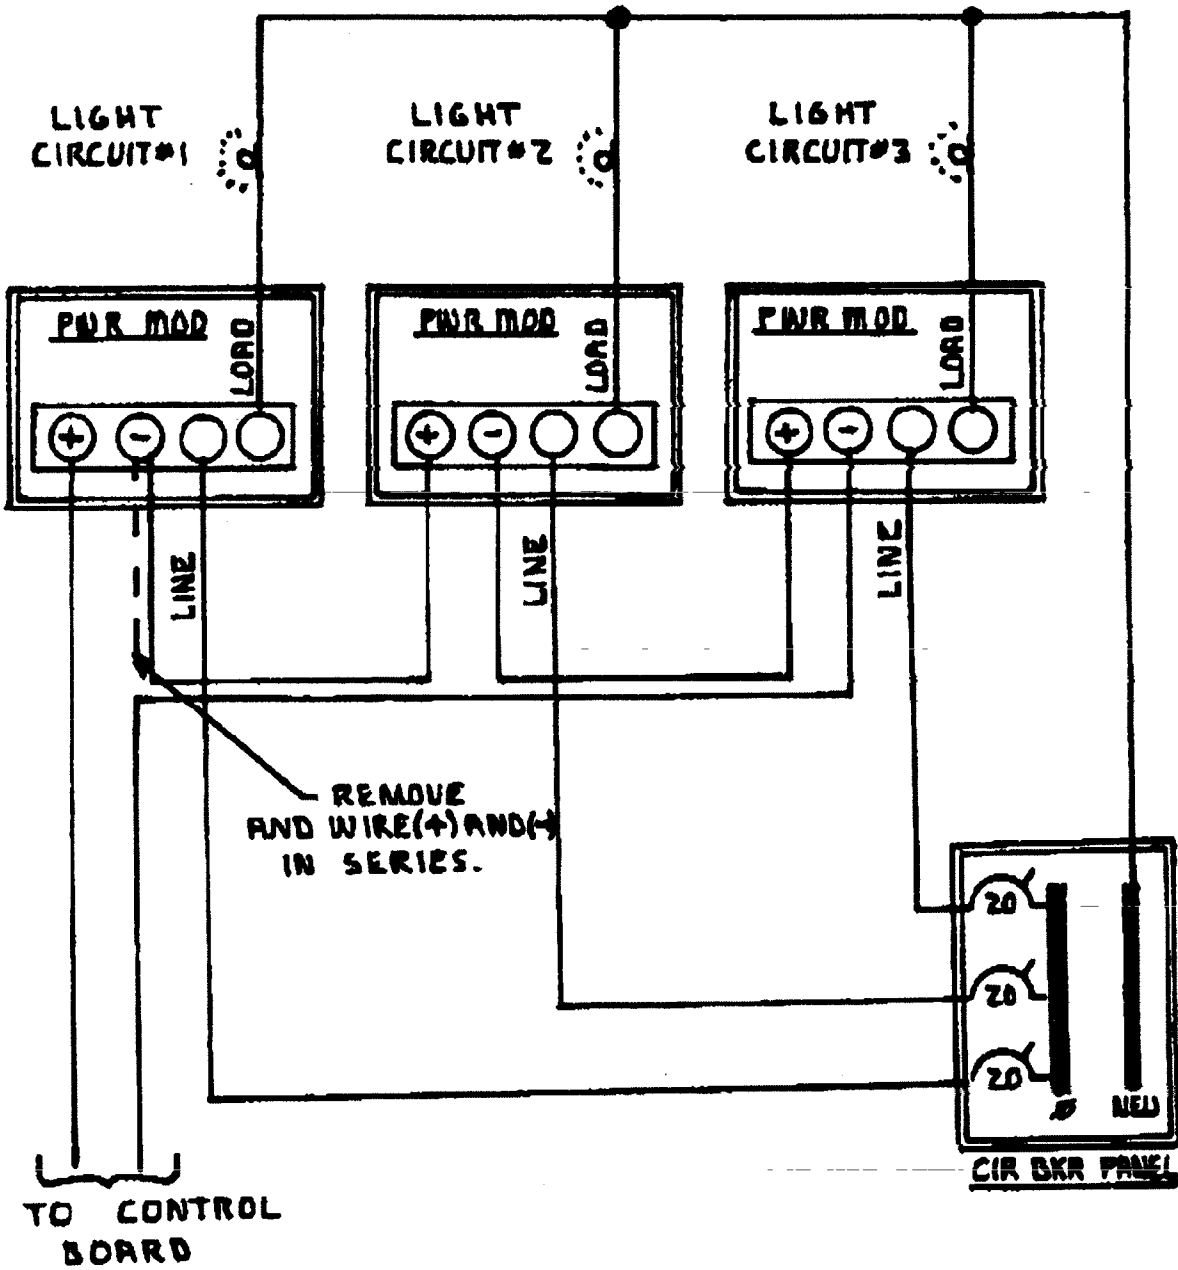 LIGHT
CIRCUIT#1
LIGHT
CIRCUIT#2
LIGHT
CIRCUIT#3
PWR MOD
LOAD
+
-
PWR MOD
LOAD
+
-
PWR MOD
LOAD
+
-
LINE
LINE
LINE
REMOVE
AND WIRE(+)AND(-)
IN SERIES.
20
20
20
Ø
NEU
CIR BKR PANEL
TO CONTROL
BOARD